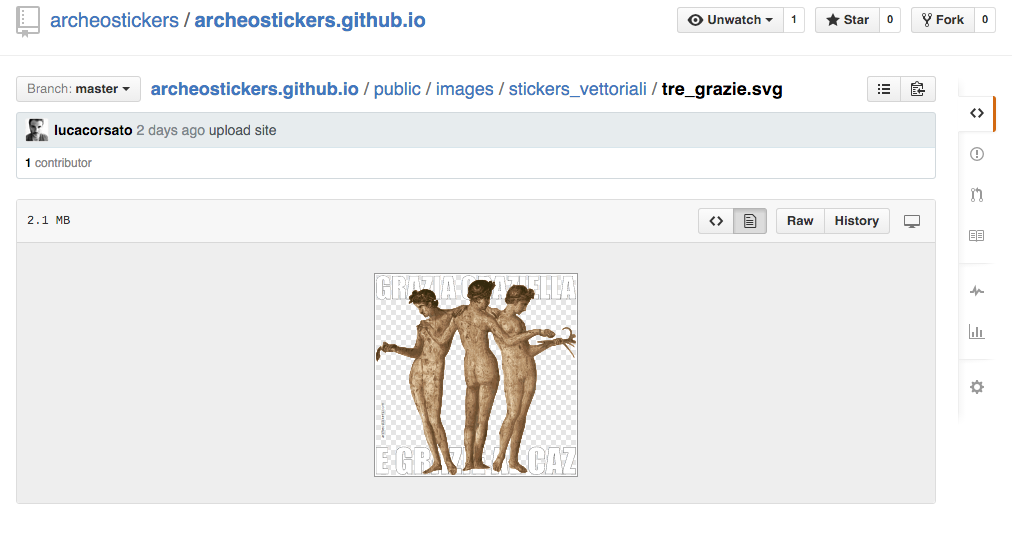 archeostickers / archeostickers.github.io
Unwatch 1
Star 0
Fork 0
Branch: master
archeostickers.github.io / public / images / stickers_vettoriali / tre_grazie.svg
lucacorsato 2 days ago upload site
1 contributor
2.1 MB
Raw
History
GRAZIA GRAZIELLA
E GRAZIE AL CAZ